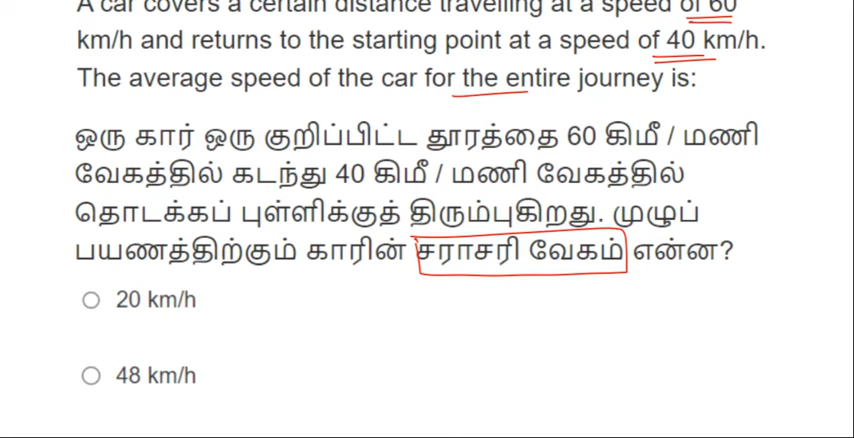 A car covers a certain distance travelling at a speed of 60
km/h and returns to the starting point at a speed of 40 km/h.
The average speed of the car for the entire journey is:
ஒரு கார் ஒரு குறிப்பிட்ட தூரத்தை 60 கிமீ / மணி
வேகத்தில் கடந்து 40 கிமீ / மணி வேகத்தில்
தொடக்கப் புள்ளிக்குத் திரும்புகிறது. முழுப்
பயணத்திற்கும் காரின் சராசரி வேகம் என்ன?
20 km/h
48 km/h